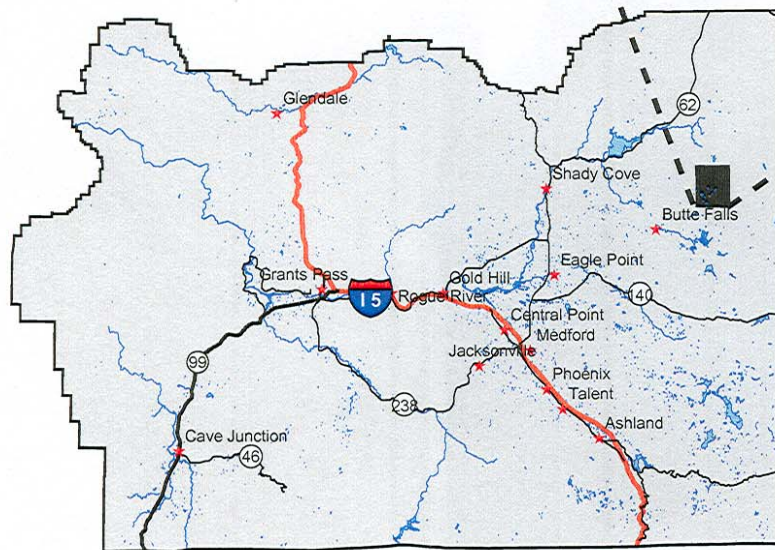 Glendale
62
Shady Cove
Butte Falls
Eagle Point
Grants Pass
15
Rogue River
Gold Hill
140
Central Point
Medford
Jacksonville
99
Phoenix
238
Talent
Ashland
Cave Junction
46